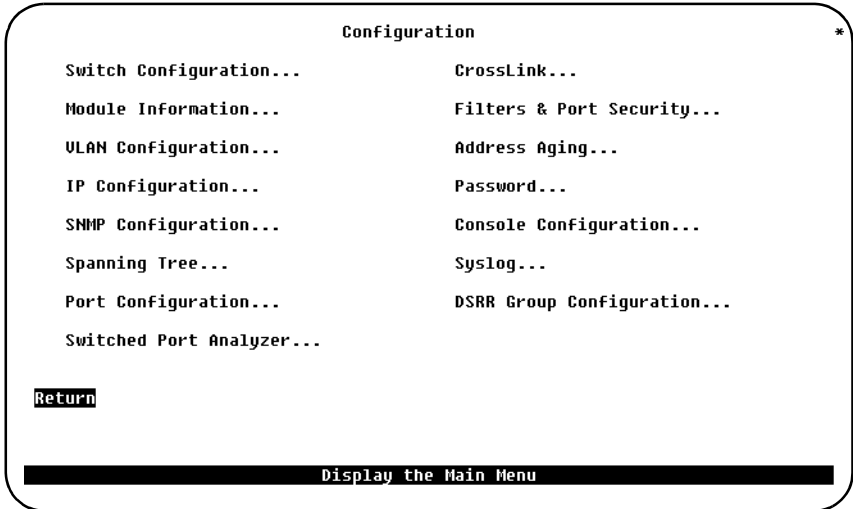 Configuration *
Switch Configuration... CrossLink...
Module Information... Filters & Port Security...
VLAN Configuration... Address Aging...
IP Configuration... Password...
SNMP Configuration... Console Configuration...
Spanning Tree... Syslog...
Port Configuration... DSRR Group Configuration...
Switched Port Analyzer...
Return
Display the Main Menu